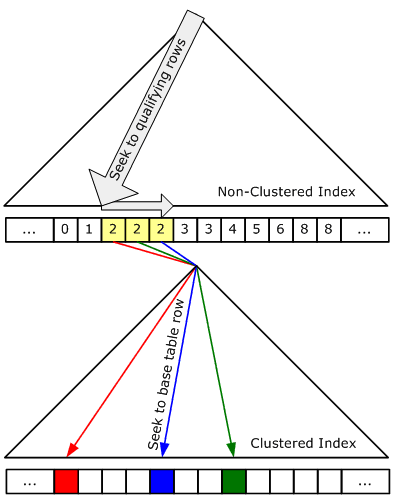 Seek to qualifying rows
Non-Clustered Index
... 0 1 2 2 2 3 3 4 5 6 8 8 ...
Seek to base table row
Clustered Index
... ...